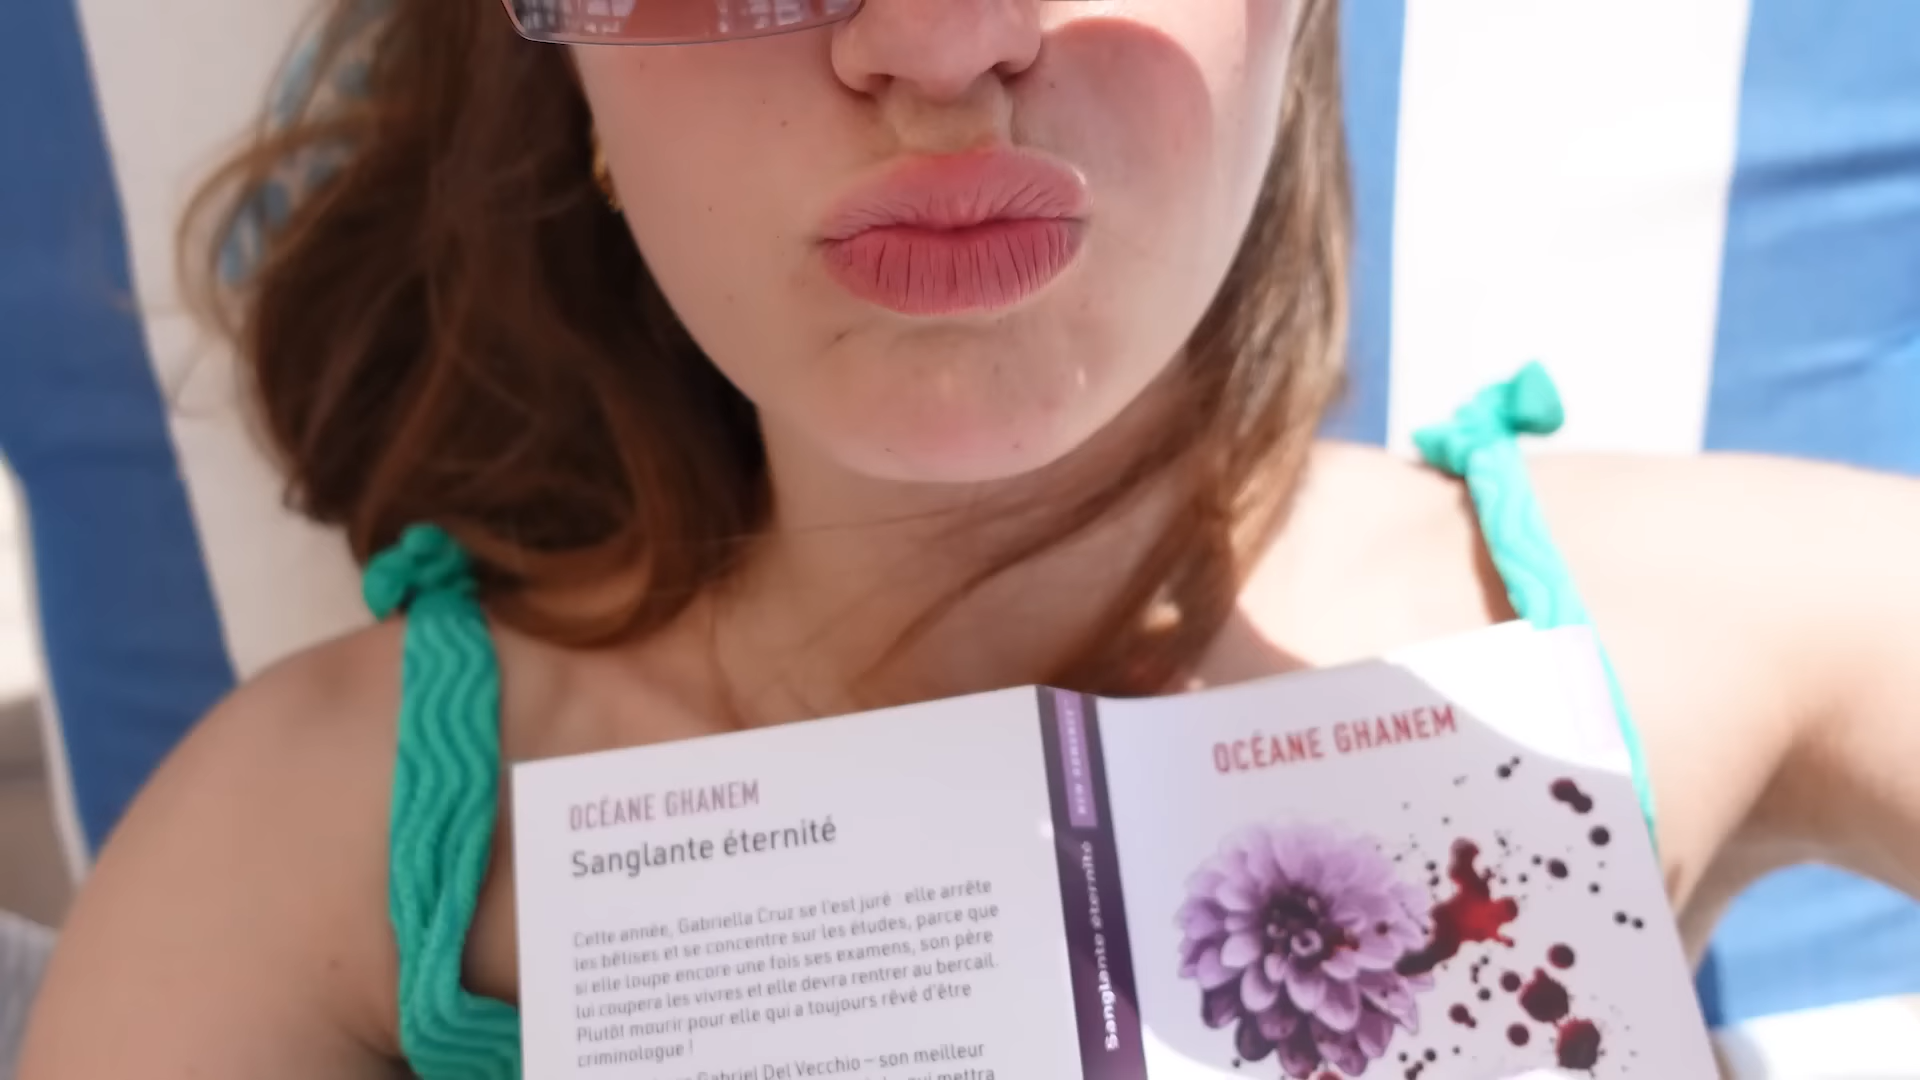 OCÉANE GHANEM
Sanglante éternité
Cette année, Gabriella Cruz se l'est juré : elle arrête
les bêtises et se concentre sur les études, parce que
si elle loupe encore une fois ses examens, son père
lui coupera les vivres et elle devra rentrer au bercail.
Plutôt mourir pour elle qui a toujours rêvé d'être
criminologue !
Gabriel Del Vecchio – son meilleur
qui mettra
Sanglante éternité
OCÉANE GHANEM